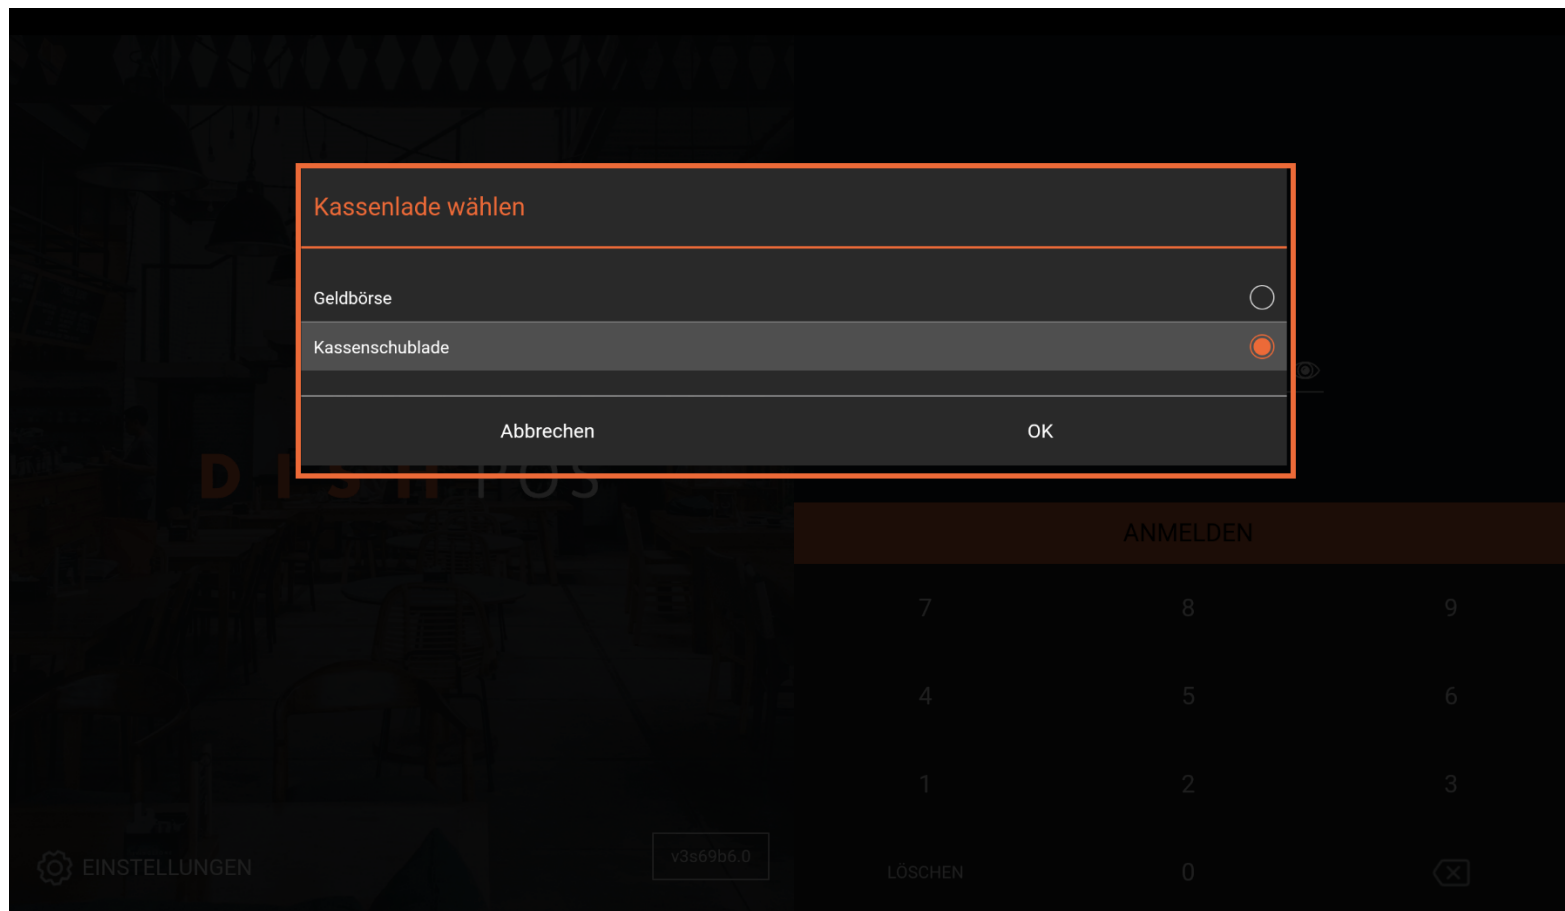 Kassenlade wählen
Geldbörse
Kassenschublade
Abbrechen OK
DISH POS
ANMELDEN
7 8 9
4 5 6
1 2 3
EINSTELLUNGEN v3s69b6.0 LÖSCHEN 0